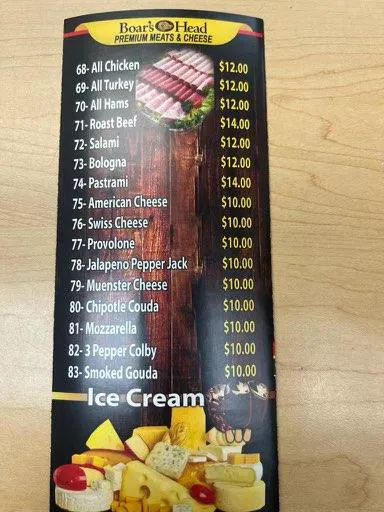 Boar's Head
PREMIUM MEATS & CHEESE
68- All Chicken $12.00
69- All Turkey $12.00
70- All Hams $12.00
71- Roast Beef $14.00
72- Salami $12.00
73- Bologna $12.00
74- Pastrami $14.00
75- American Cheese $10.00
76- Swiss Cheese $10.00
77- Provolone $10.00
78- Jalapeno Pepper Jack $10.00
79- Muenster Cheese $10.00
80- Chipotle Couda $10.00
81- Mozzarella $10.00
82- 3 Pepper Colby $10.00
83- Smoked Gouda $10.00
Ice Cream